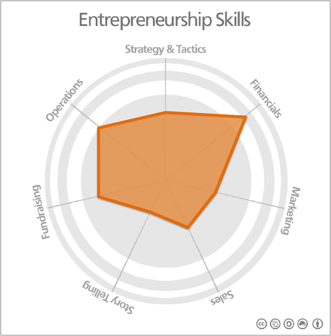 Entrepreneurship Skills
Strategy & Tactics
Financials
Marketing
Sales
Story Telling
Fundraising
Operations